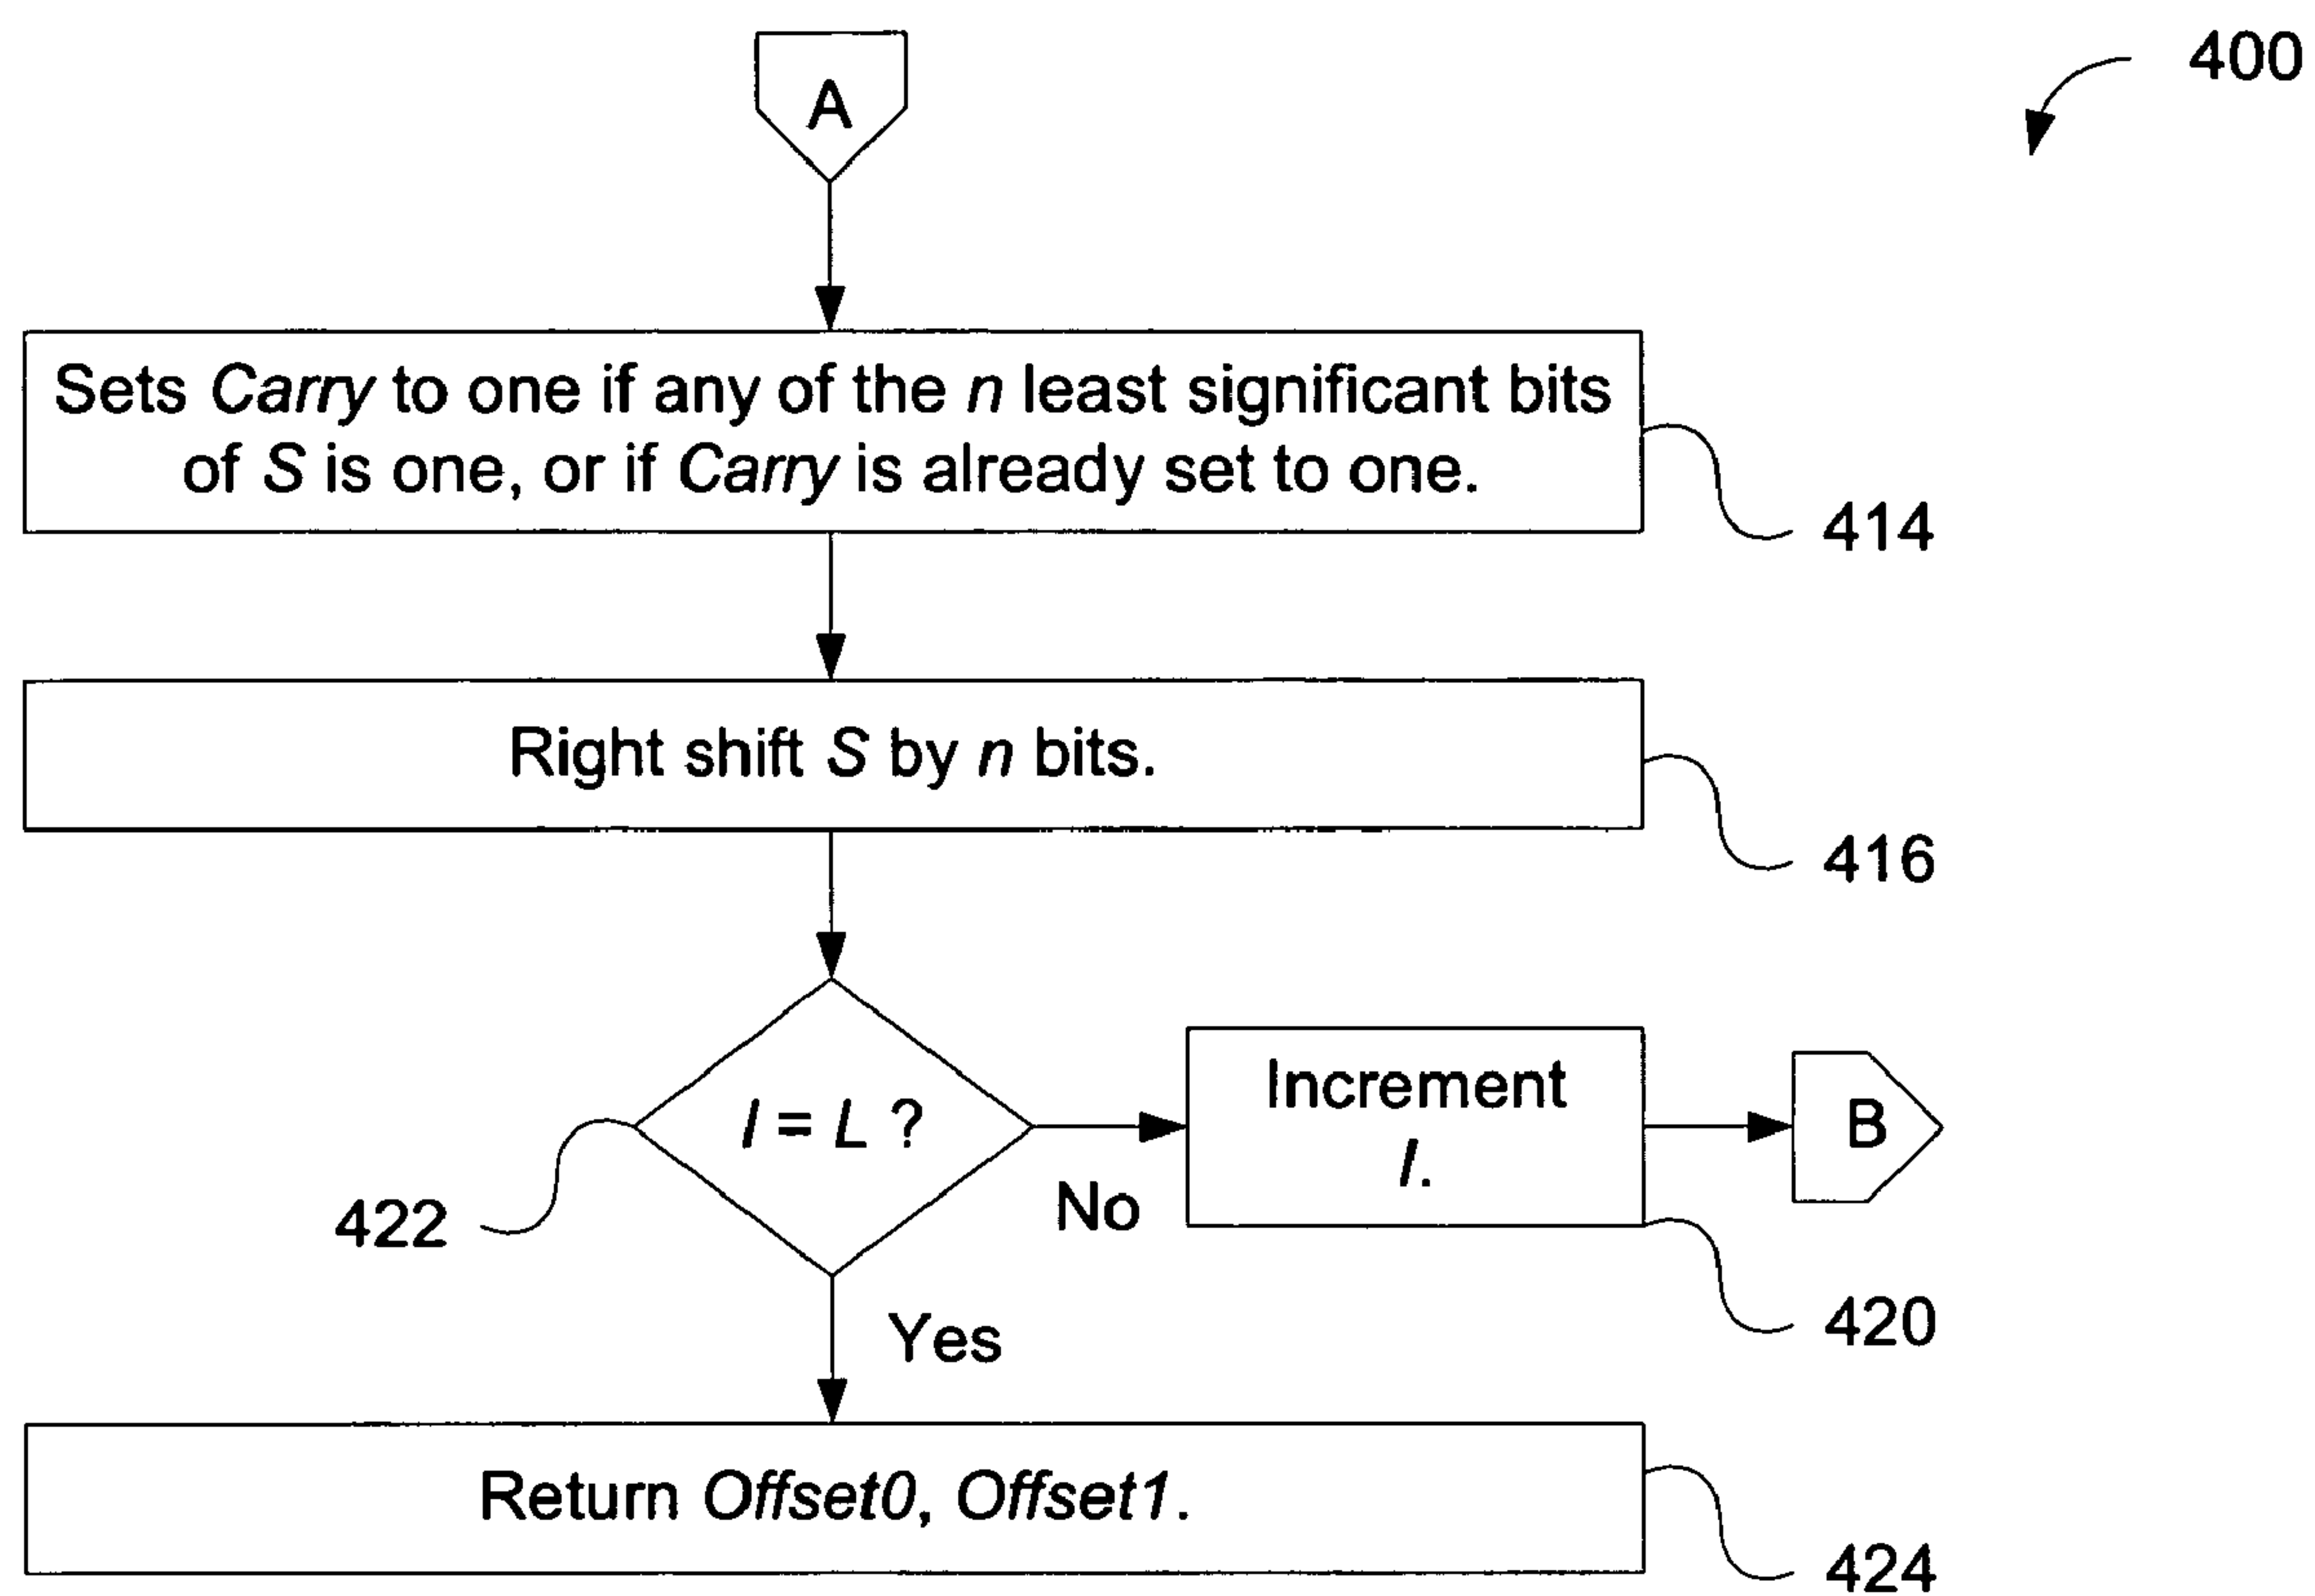 A
400
Sets Carry to one if any of the n least significant bits
of S is one, or if Carry is already set to one.
414
Right shift S by n bits.
416
I = L ?
No
Increment
I.
B
422
420
Yes
Return Offset0, Offset1.
424